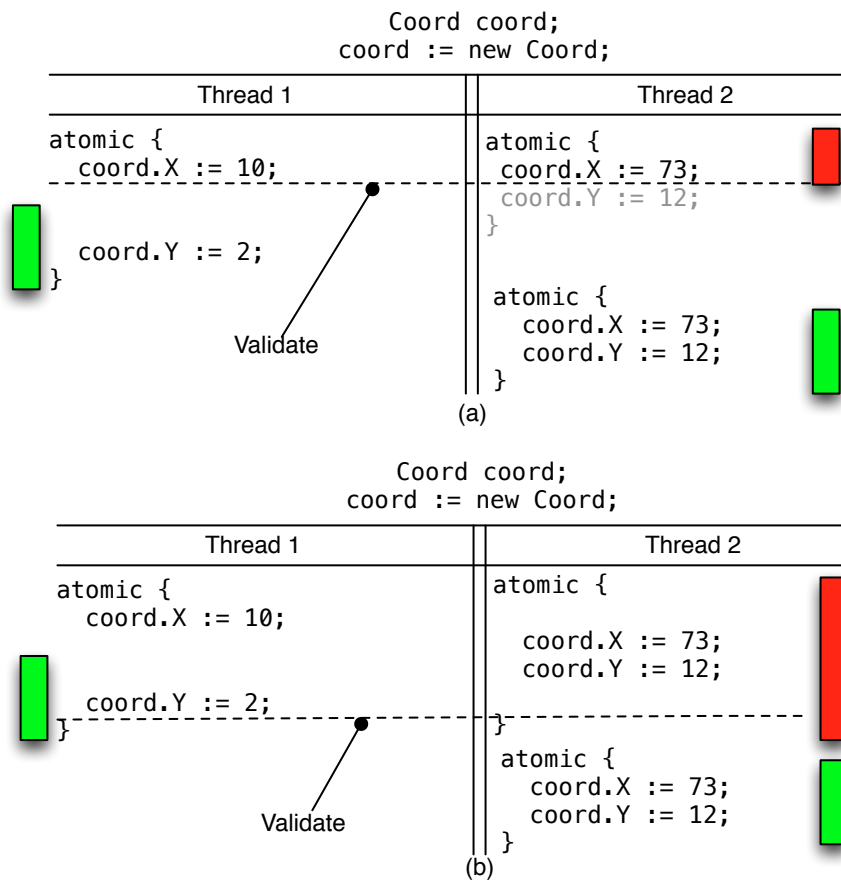 Coord coord;
coord := new Coord;
Thread 1
Thread 2
atomic {
coord.X := 10;
coord.Y := 2;
}
Validate
atomic {
coord.X := 73;
coord.Y := 12;
}
atomic {
coord.X := 73;
coord.Y := 12;
}
(a)
Coord coord;
coord := new Coord;
Thread 1
Thread 2
atomic {
coord.X := 10;
coord.Y := 2;
}
Validate
atomic {
coord.X := 73;
coord.Y := 12;
}
atomic {
coord.X := 73;
coord.Y := 12;
}
(b)